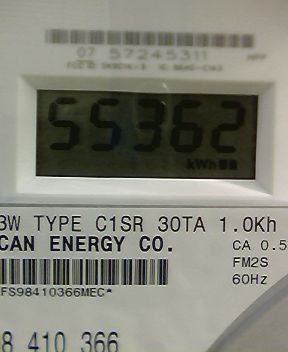 07 57245311
55362
kWh
3W TYPE C1SR 30TA 1.0Kh
CAN ENERGY CO.
CA 0.5
FM2S
60Hz
FS98410366MEC*
8 410 366